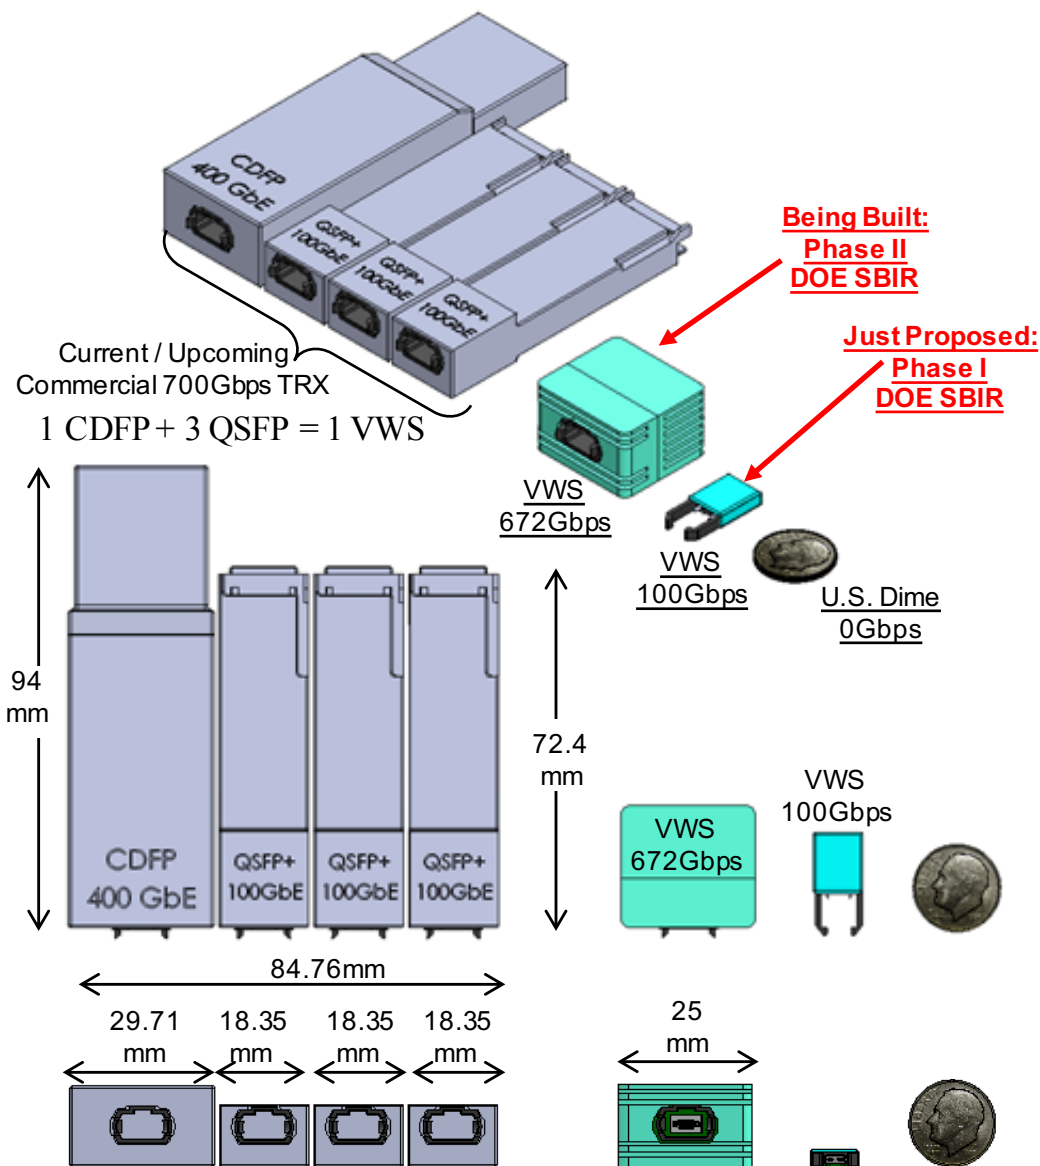 CDFP
400 GbE
QSFP+
100GbE
QSFP+
100GbE
QSFP+
100GbE
Being Built:
Phase II
DOE SBIR
Just Proposed:
Phase I
DOE SBIR
Current / Upcoming
Commercial 700Gbps TRX
1 CDFP + 3 QSFP = 1 VWS
VWS
672Gbps
VWS
100Gbps
U.S. Dime
0Gbps
94
mm
72.4
mm
CDFP
400 GbE
QSFP+
100GbE
QSFP+
100GbE
QSFP+
100GbE
VWS
672Gbps
VWS
100Gbps
84.76mm
29.71
mm
18.35
mm
18.35
mm
18.35
mm
25
mm